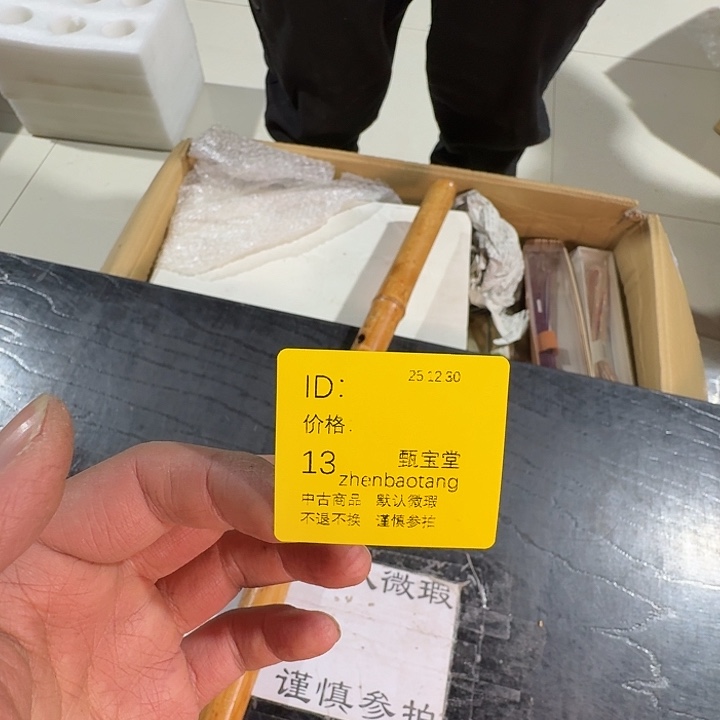 ID:
25 12 30
价格:
13
甄宝堂
zhenbaotang
中古商品 默认微瑕
不退不换 谨慎参拍
认微瑕
谨慎参拍